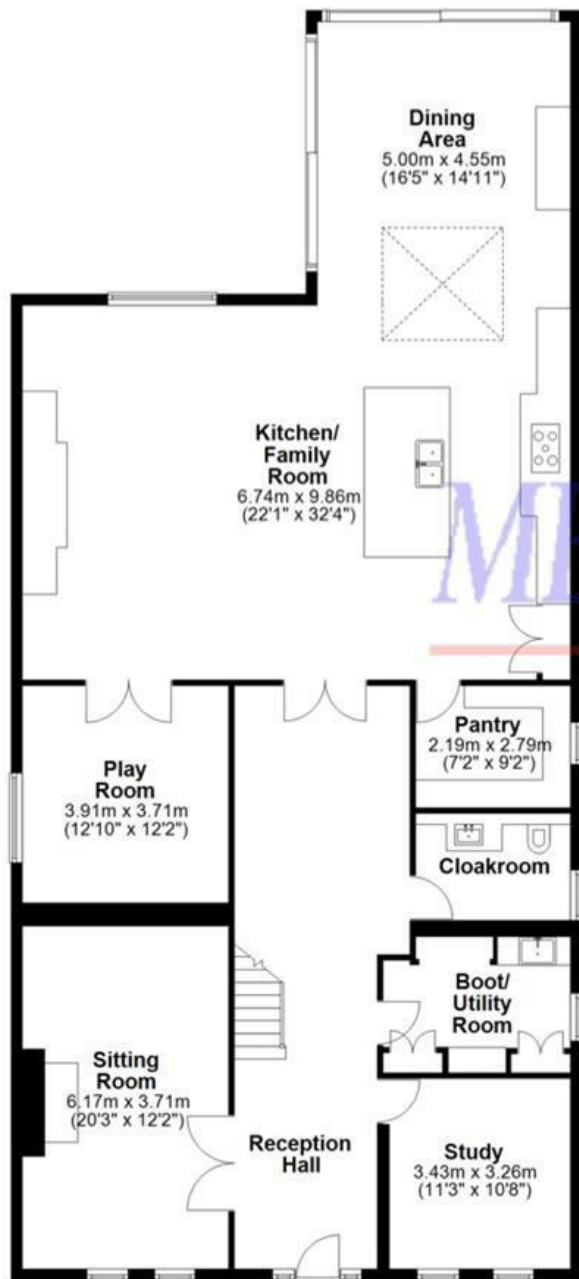 Dining
Area
5.00m x 4.55m
(16'5" x 14'11")
Kitchen/
Family
Room
6.74m x 9.86m
(22'1" x 32'4")
Pantry
2.19m x 2.79m
(7'2" x 9'2")
Play
Room
3.91m x 3.71m
(12'10" x 12'2")
Cloakroom
Boot/
Utility
Room
Sitting
Room
6.17m x 3.71m
(20'3" x 12'2")
Reception
Hall
Study
3.43m x 3.26m
(11'3" x 10'8")